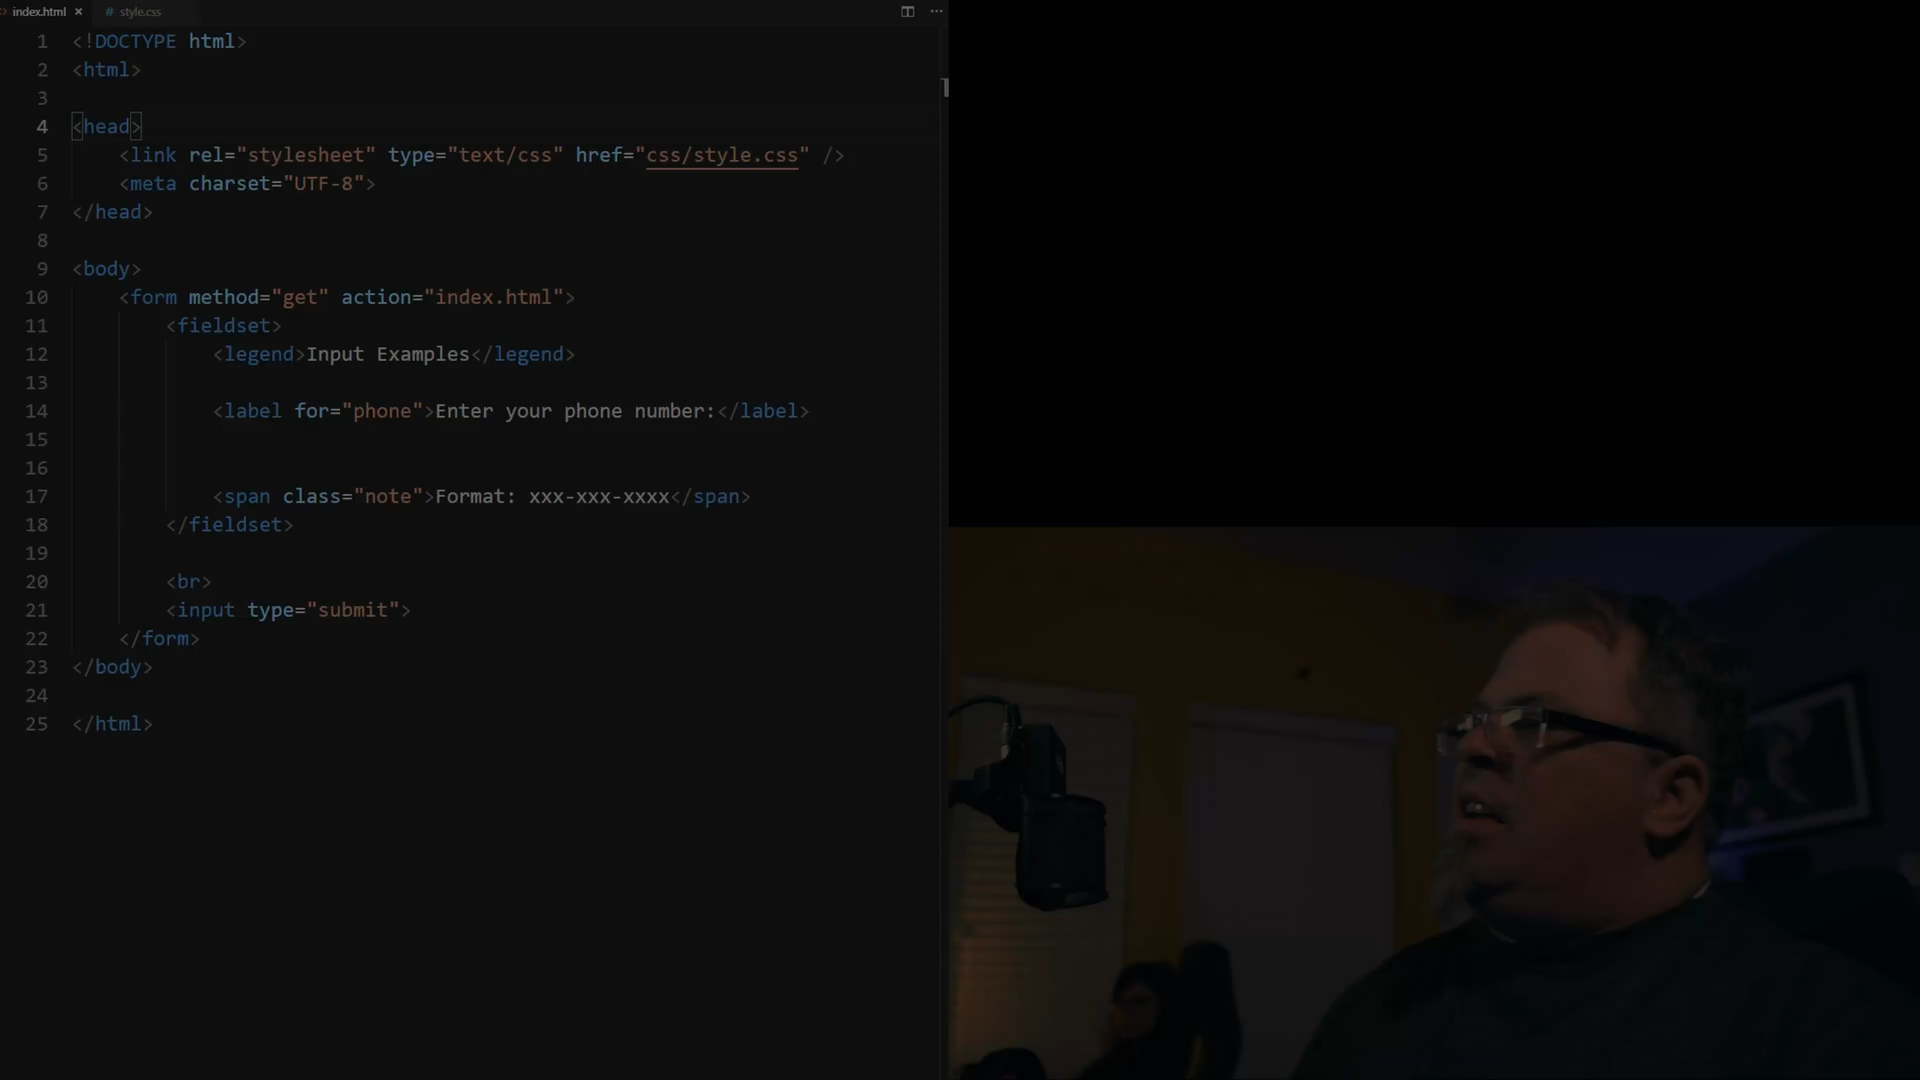 index.html × # style.css
1 <!DOCTYPE html>
2 <html>
3
4 <head>
5 <link rel="stylesheet" type="text/css" href="css/style.css" />
6 <meta charset="UTF-8">
7 </head>
8
9 <body>
10 <form method="get" action="index.html">
11 <fieldset>
12 <legend>Input Examples</legend>
13
14 <label for="phone">Enter your phone number:</label>
15
16
17 <span class="note">Format: xxx-xxx-xxxx</span>
18 </fieldset>
19
20 <br>
21 <input type="submit">
22 </form>
23 </body>
24
25 </html>